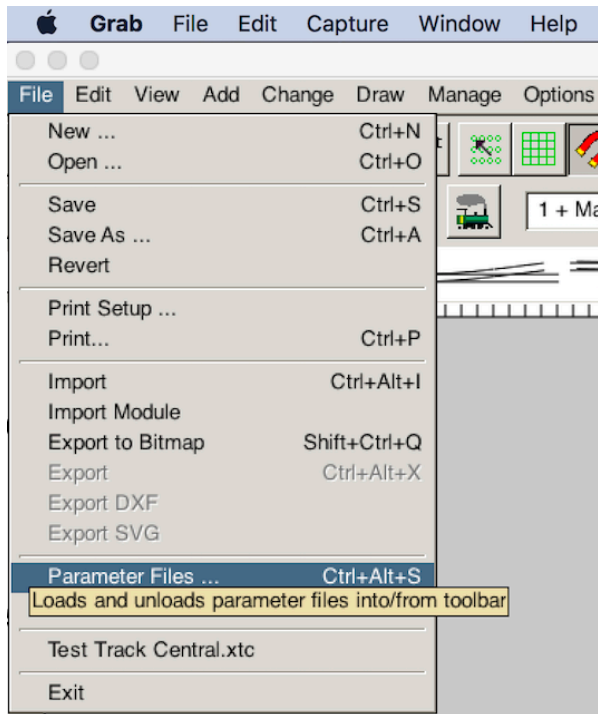 Grab File Edit Capture Window Help
File Edit View Add Change Draw Manage Options
New ... Ctrl+N
Open ... Ctrl+O
Save Ctrl+S
Save As ... Ctrl+A
Revert
Print Setup ...
Print... Ctrl+P
Import Ctrl+Alt+I
Import Module
Export to Bitmap Shift+Ctrl+Q
Export Ctrl+Alt+X
Export DXF
Export SVG
Parameter Files ... Ctrl+Alt+S
Loads and unloads parameter files into/from toolbar
Test Track Central.xtc
Exit
t
1 + Ma